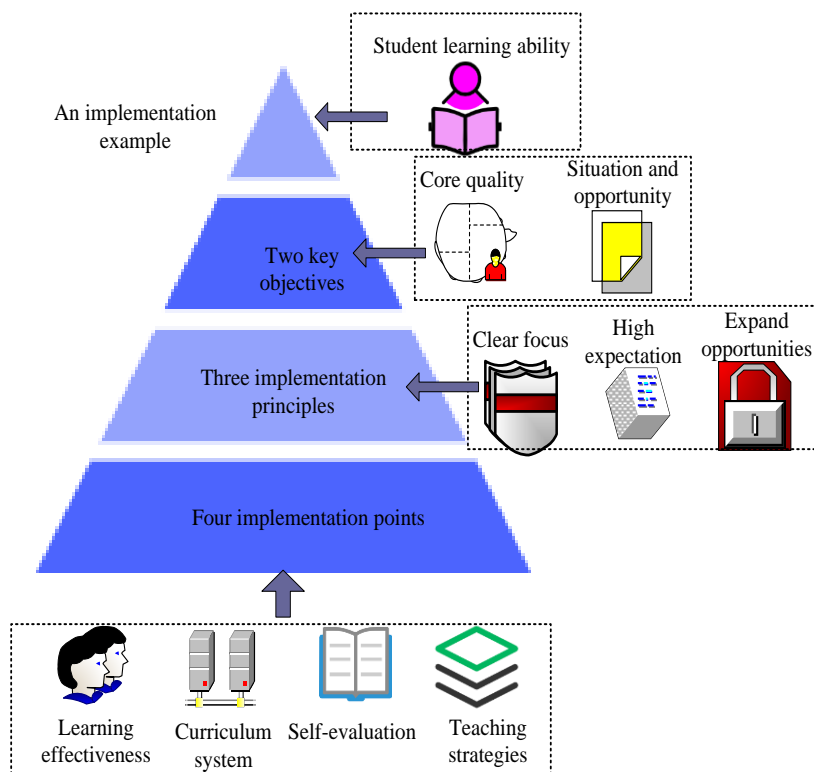 Student learning ability
An implementation
example
Core quality
Situation and
opportunity
Two key
objectives
Clear focus
High
expectation
Expand
opportunities
Three implementation
principles
Four implementation points
Learning
effectiveness
Curriculum
system
Self-evaluation
Teaching
strategies